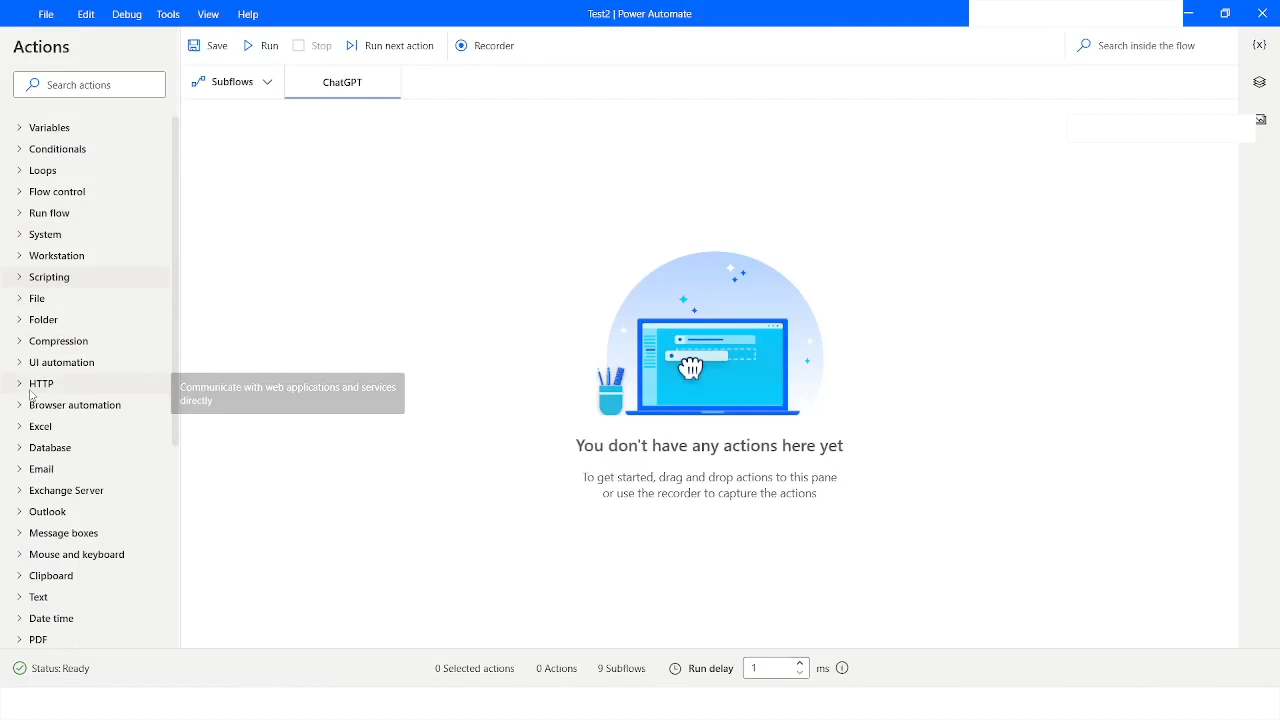 File Edit Debug Tools View Help
Test2 | Power Automate
Actions
Save Run Stop Run next action Recorder
Search inside the flow
{x}
Search actions
Subflows
ChatGPT
Variables
Conditionals
Loops
Flow control
Run flow
System
Workstation
Scripting
File
Folder
Compression
UI automation
HTTP
Communicate with web applications and services
directly
Browser automation
Excel
Database
Email
Exchange Server
Outlook
Message boxes
Mouse and keyboard
Clipboard
Text
Date time
PDF
You don't have any actions here yet
To get started, drag and drop actions to this pane
or use the recorder to capture the actions
Status: Ready
0 Selected actions 0 Actions 9 Subflows Run delay 1 ms